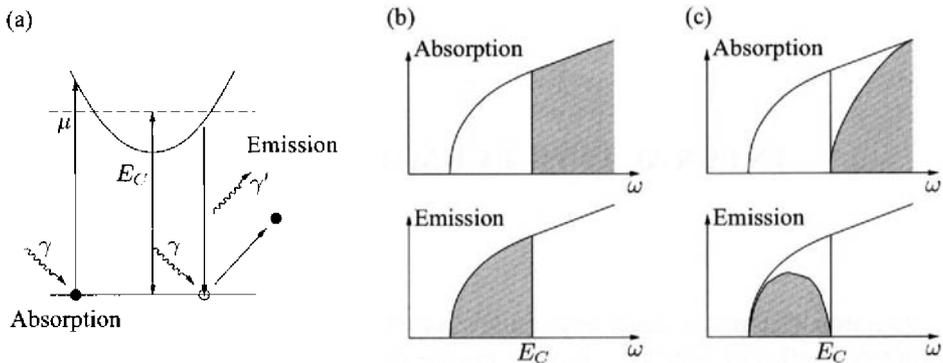 (a)
μ
E_C
Emission
γ'
γ
γ
Absorption
(b)
Absorption
ω
Emission
E_C
ω
(c)
Absorption
ω
Emission
E_C
ω